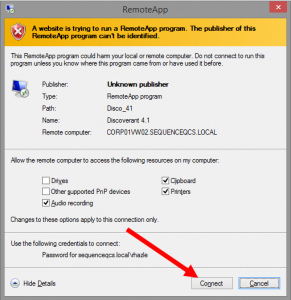 RemoteApp
A website is trying to run a RemoteApp program. The publisher of this
RemoteApp program can't be identified.
This RemoteApp program could harm your local or remote computer. Do not connect to run this
program unless you know where this program came from or have used it before.
Publisher: Unknown publisher
Type: RemoteApp program
Path: Disco_41
Name: Discoverant 4.1
Remote computer: CORP01VW02.SEQUENCEQCS.LOCAL
Allow the remote computer to access the following resources on my computer:
Drives
Clipboard
Other supported PnP devices
Printers
Audio recording
Changes to these options apply to this connection only.
Use the following credentials to connect:
Password for sequenceqcs.local\
Hide Details
Connect
Cancel